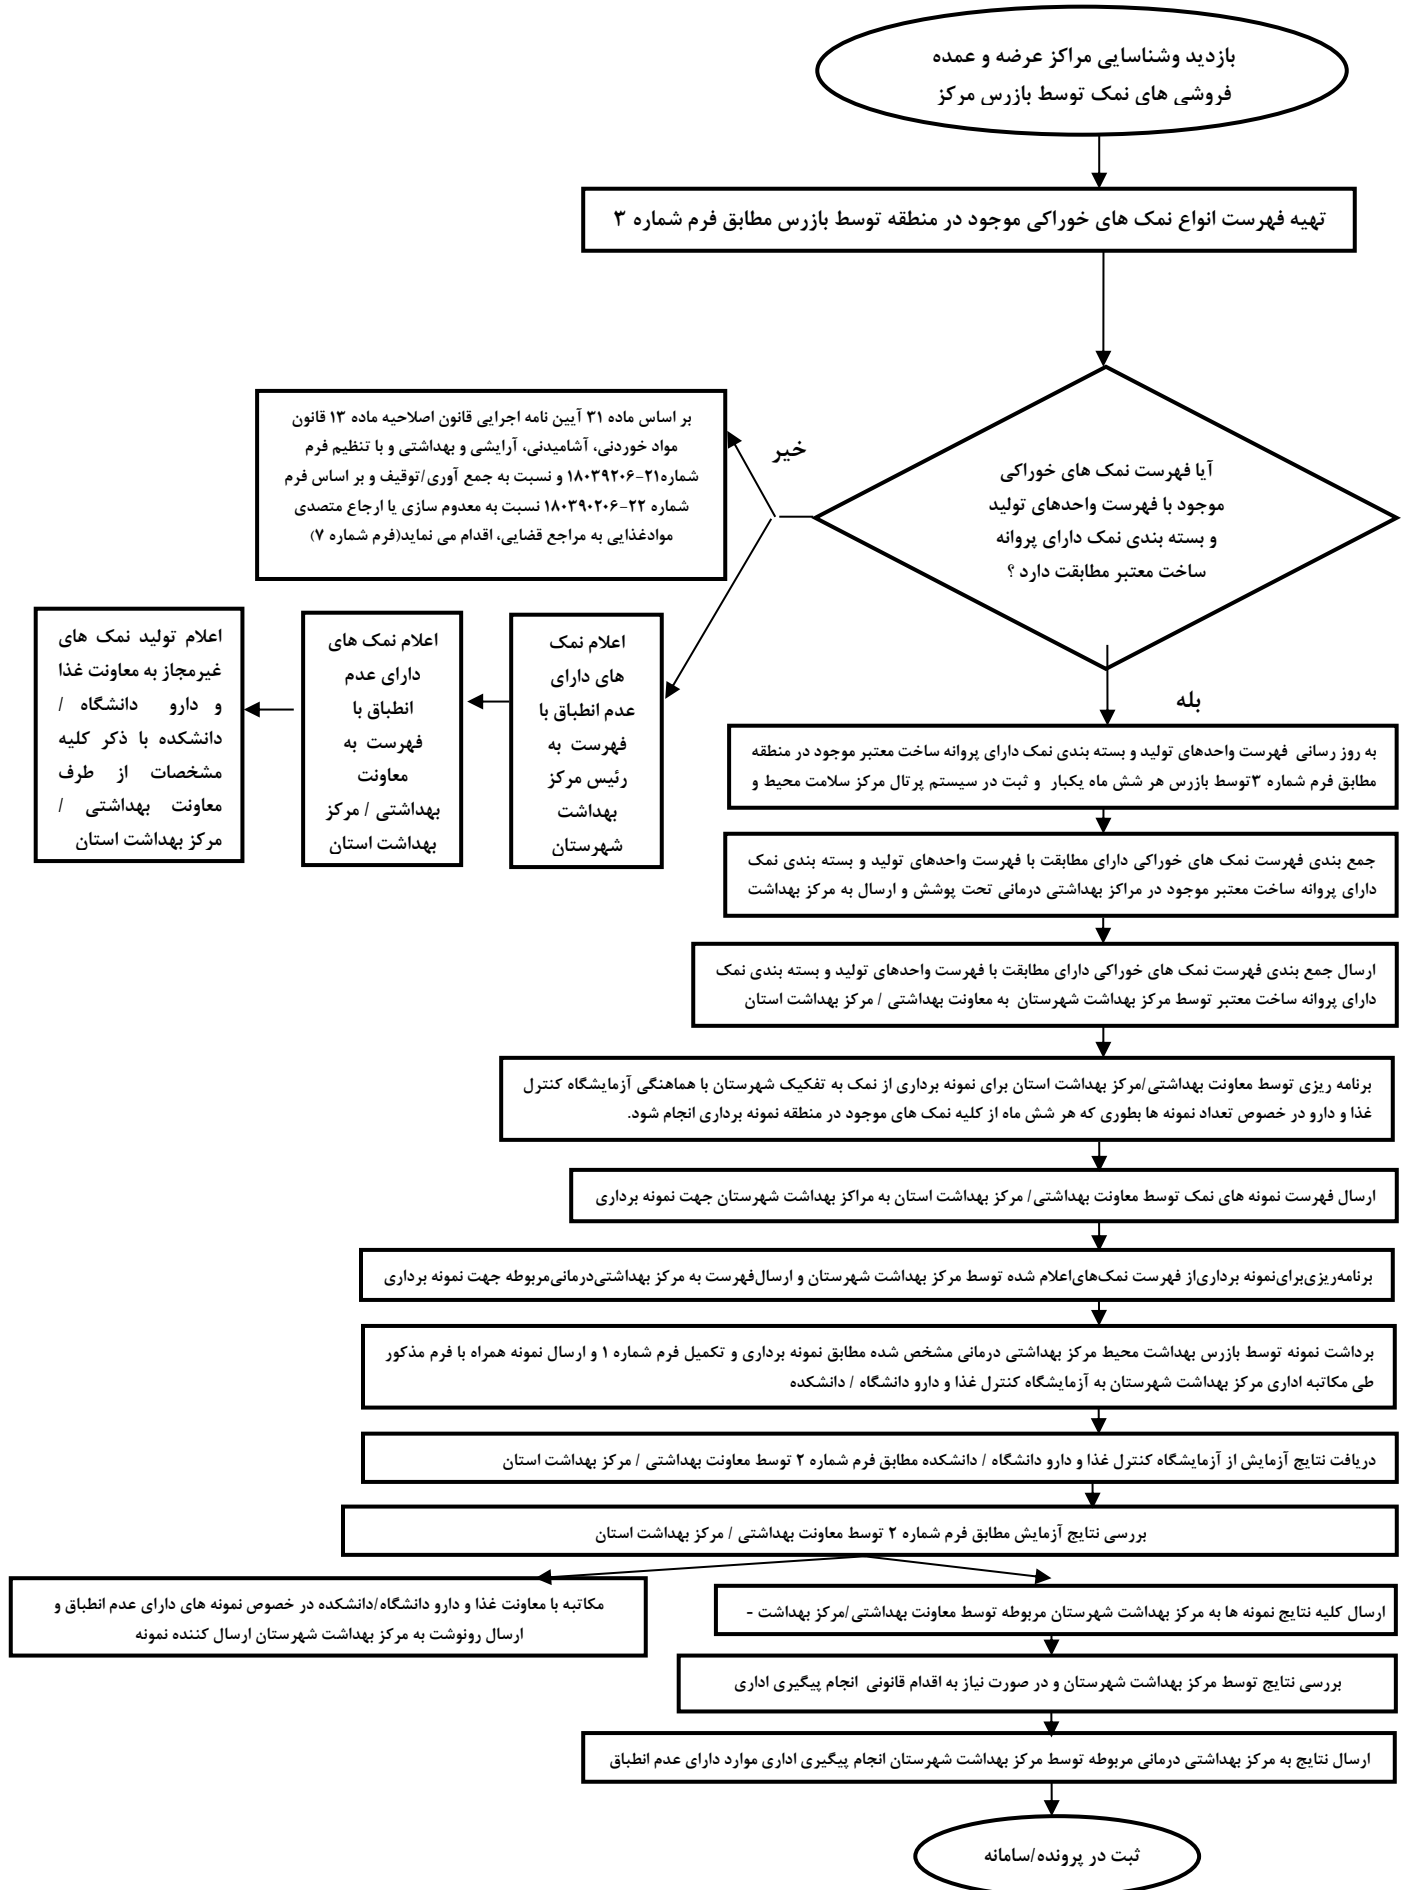 بازدید وشناسایی مراکز عرضه و عمده
فروشی های نمک توسط بازرس مرکز
تهیه فهرست انواع نمک های خوراکی موجود در منطقه توسط بازرس مطابق فرم شماره ۳
آیا فهرست نمک های خوراکی
موجود با فهرست واحدهای تولید
و بسته بندی نمک دارای پروانه
ساخت معتبر مطابقت دارد ؟
خیر
بر اساس ماده ۳۱ آیین نامه اجرایی قانون اصلاحیه ماده ۱۳ قانون
مواد خوردنی، آشامیدنی، آرایشی و بهداشتی و با تنظیم فرم
شماره۲۱-۱۸۰۳۹۲۰۶ و نسبت به جمع آوری/توقیف و بر اساس فرم
شماره ۲۲-۱۸۰۳۹۰۲۰۶ نسبت به معدوم سازی یا ارجاع متصدی
موادغذایی به مراجع قضایی، اقدام می نماید(فرم شماره ۷)
اعلام نمک
های دارای
عدم انطباق با
فهرست به
رئیس مرکز
بهداشت
شهرستان
اعلام نمک های
دارای عدم
انطباق با
فهرست به
معاونت
بهداشتی / مرکز
بهداشت استان
اعلام تولید نمک های
غیرمجاز به معاونت غذا
و دارو دانشگاه /
دانشکده با ذکر کلیه
مشخصات از طرف
معاونت بهداشتی /
مرکز بهداشت استان
بله
به روز رسانی فهرست واحدهای تولید و بسته بندی نمک دارای پروانه ساخت معتبر موجود در منطقه
مطابق فرم شماره ۳توسط بازرس هر شش ماه یکبار و ثبت در سیستم پرتال مرکز سلامت محیط و
جمع بندی فهرست نمک های خوراکی دارای مطابقت با فهرست واحدهای تولید و بسته بندی نمک
دارای پروانه ساخت معتبر موجود در مراکز بهداشتی درمانی تحت پوشش و ارسال به مرکز بهداشت
ارسال جمع بندی فهرست نمک های خوراکی دارای مطابقت با فهرست واحدهای تولید و بسته بندی نمک
دارای پروانه ساخت معتبر توسط مرکز بهداشت شهرستان به معاونت بهداشتی / مرکز بهداشت استان
برنامه ریزی توسط معاونت بهداشتی/مرکز بهداشت استان برای نمونه برداری از نمک به تفکیک شهرستان با هماهنگی آزمایشگاه کنترل
غذا و دارو در خصوص تعداد نمونه ها بطوری که هر شش ماه از کلیه نمک های موجود در منطقه نمونه برداری انجام شود.
ارسال فهرست نمونه های نمک توسط معاونت بهداشتی/ مرکز بهداشت استان به مراکز بهداشت شهرستان جهت نمونه برداری
برنامه‌ریزی‌برای‌نمونه برداری‌از فهرست نمک‌های‌اعلام شده توسط مرکز بهداشت شهرستان و ارسال‌فهرست به مرکز بهداشتی‌درمانی‌مربوطه جهت نمونه برداری
برداشت نمونه توسط بازرس بهداشت محیط مرکز بهداشتی درمانی مشخص شده مطابق نمونه برداری و تکمیل فرم شماره ۱ و ارسال نمونه همراه با فرم مذکور
طی مکاتبه اداری مرکز بهداشت شهرستان به آزمایشگاه کنترل غذا و دارو دانشگاه / دانشکده
دریافت نتایج آزمایش از آزمایشگاه کنترل غذا و دارو دانشگاه / دانشکده مطابق فرم شماره ۲ توسط معاونت بهداشتی / مرکز بهداشت استان
بررسی نتایج آزمایش مطابق فرم شماره ۲ توسط معاونت بهداشتی / مرکز بهداشت استان
ارسال کلیه نتایج نمونه ها به مرکز بهداشت شهرستان مربوطه توسط معاونت بهداشتی/مرکز بهداشت -
مکاتبه با معاونت غذا و دارو دانشگاه/دانشکده در خصوص نمونه های دارای عدم انطباق و
ارسال رونوشت به مرکز بهداشت شهرستان ارسال کننده نمونه
بررسی نتایج توسط مرکز بهداشت شهرستان و در صورت نیاز به اقدام قانونی انجام پیگیری اداری
ارسال نتایج به مرکز بهداشتی درمانی مربوطه توسط مرکز بهداشت شهرستان انجام پیگیری اداری موارد دارای عدم انطباق
ثبت در پرونده/سامانه